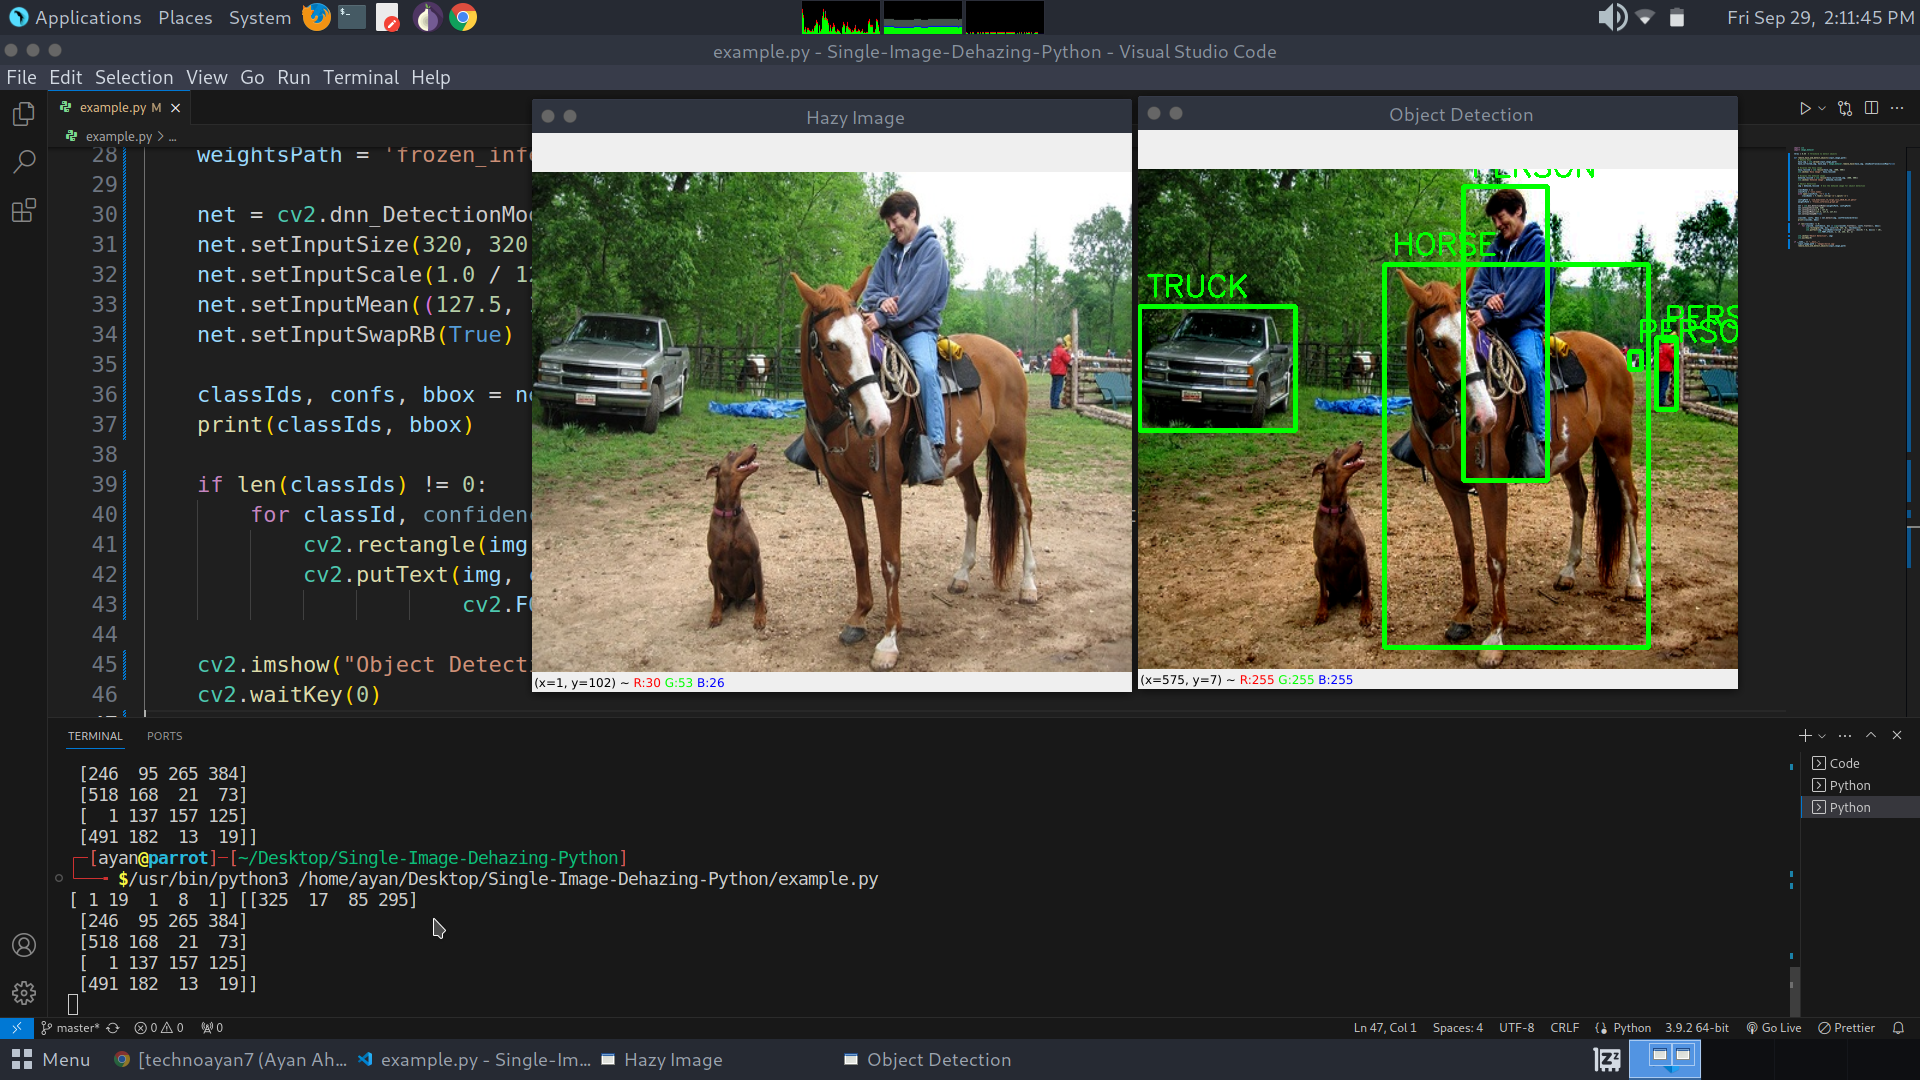 Applications Places System
Fri Sep 29, 2:11:45 PM
example.py - Single-Image-Dehazing-Python - Visual Studio Code
File Edit Selection View Go Run Terminal Help
example.py M
example.py > ...
28 weightsPath = 'frozen_inf
29
30 net = cv2.dnn_DetectionMo
31 net.setInputSize(320, 320
32 net.setInputScale(1.0 / 12
33 net.setInputMean((127.5,
34 net.setInputSwapRB(True)
35
36 classIds, confs, bbox = n
37 print(classIds, bbox)
38
39 if len(classIds) != 0:
40 for classId, confiden
41 cv2.rectangle(img
42 cv2.putText(img,
43 cv2.F
44
45 cv2.imshow("Object Detect
46 cv2.waitKey(0)
Hazy Image
(x=1, y=102) ~ R:30 G:53 B:26
Object Detection
PERSON
HORSE
TRUCK
PERS
PERSO
(x=575, y=7) ~ R:255 G:255 B:255
TERMINAL PORTS
[246 95 265 384]
[518 168 21 73]
[ 1 137 157 125]
[491 182 13 19]]
[ayan@parrot]-[~/Desktop/Single-Image-Dehazing-Python]
$/usr/bin/python3 /home/ayan/Desktop/Single-Image-Dehazing-Python/example.py
[ 1 19 1 8 1] [[325 17 85 295]
[246 95 265 384]
[518 168 21 73]
[ 1 137 157 125]
[491 182 13 19]]
Code
Python
Python
master* 0 0 0
Ln 47, Col 1 Spaces: 4 UTF-8 CRLF Python 3.9.2 64-bit Go Live Prettier
Menu [technoayan7 (Ayan Ah... example.py - Single-Im... Hazy Image Object Detection